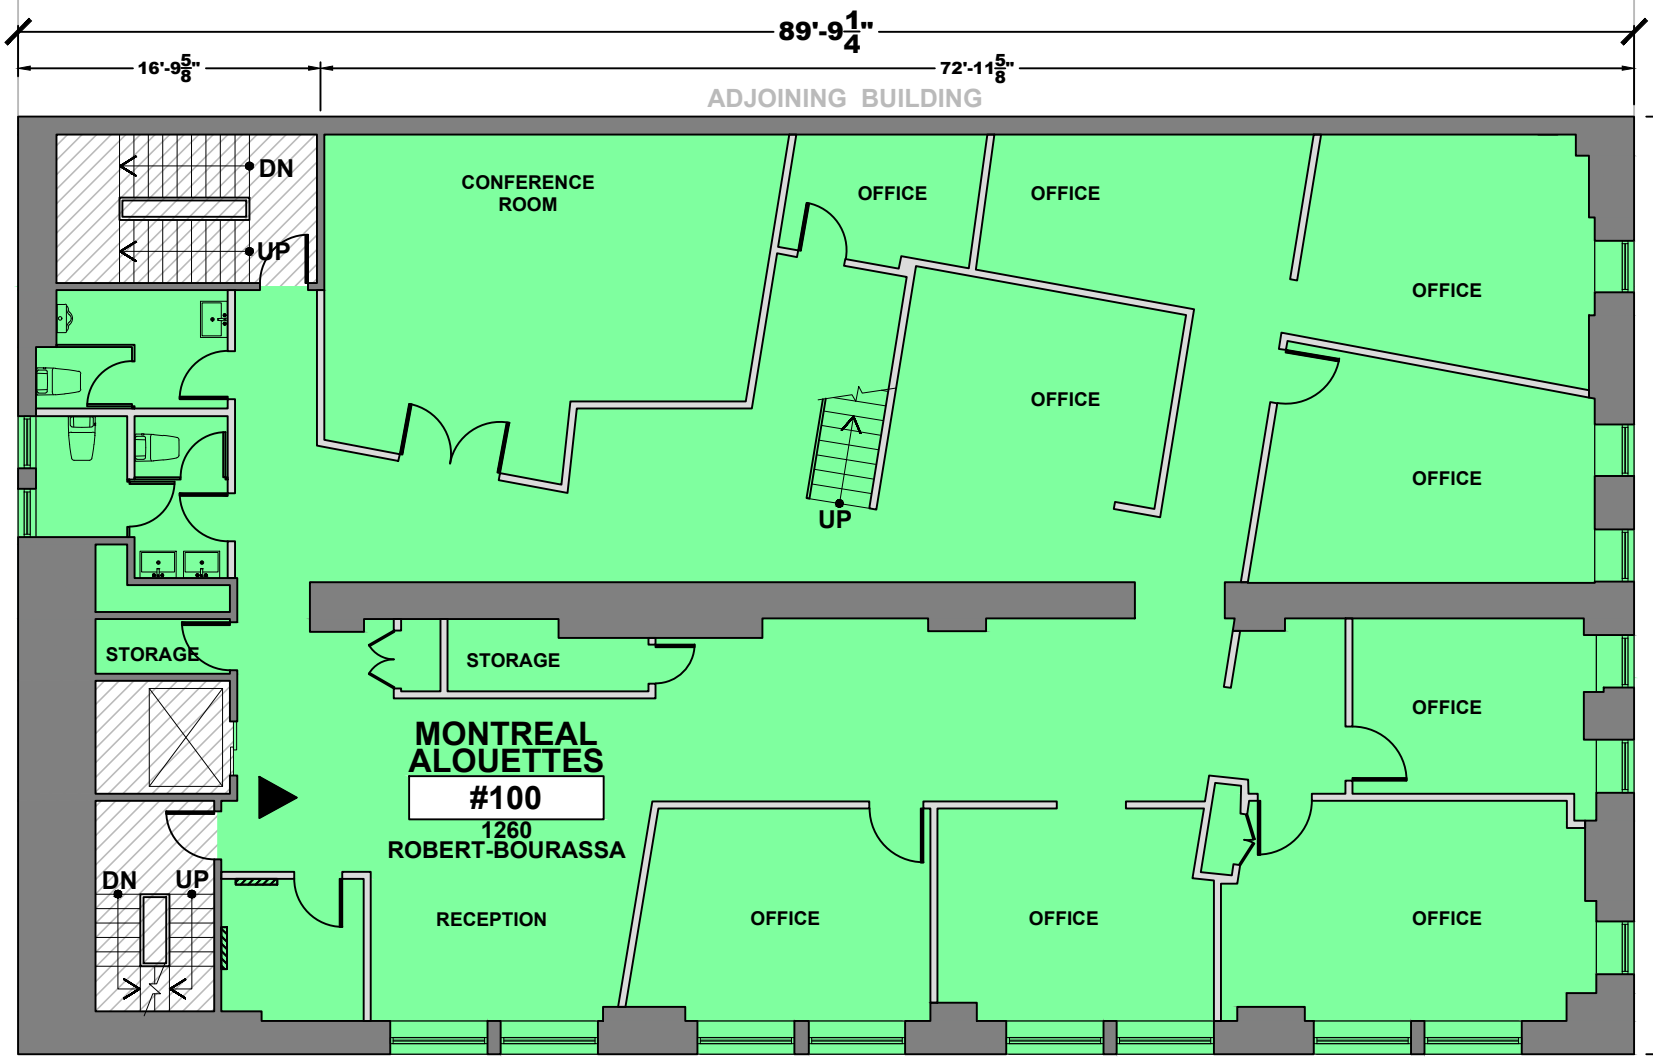 89'-9 1/4"
16'-9 5/8"
72'-11 5/8"
ADJOINING BUILDING
DN
UP
CONFERENCE
ROOM
OFFICE
OFFICE
OFFICE
OFFICE
OFFICE
UP
STORAGE
STORAGE
OFFICE
MONTREAL
ALOUETTES
#100
1260
ROBERT-BOURASSA
DN
UP
RECEPTION
OFFICE
OFFICE
OFFICE